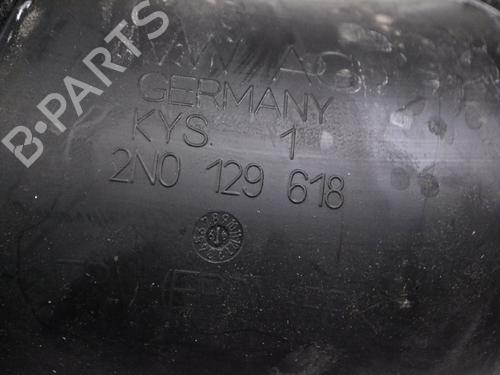 VW AG
GERMANY
KYS. 1
2N0 129 618
B-PARTS